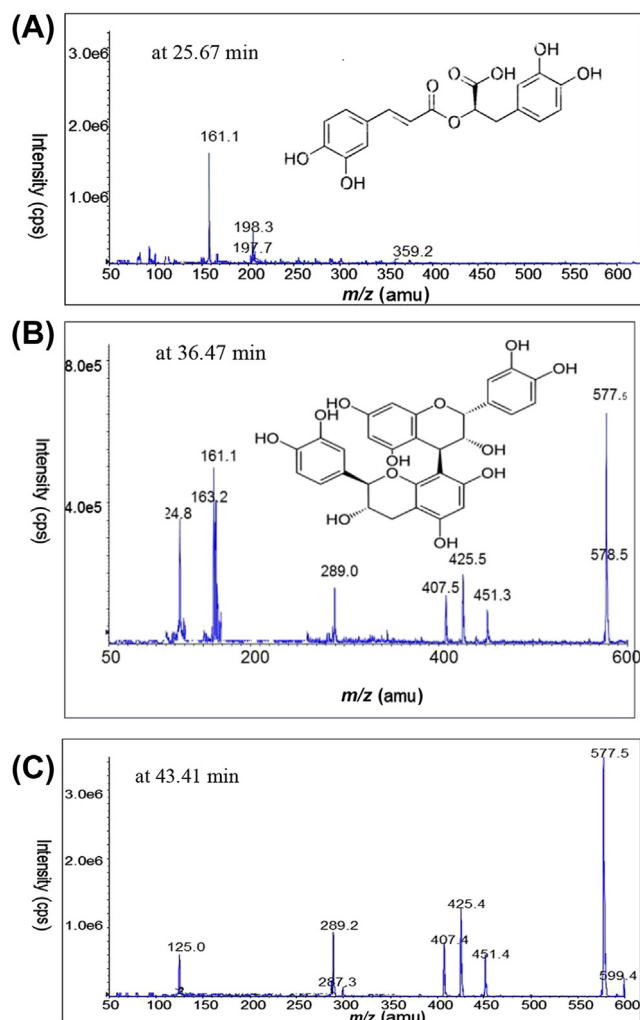 (A)
at 25.67 min
3.0e6
2.0e6
1.0e6
Intensity (cps)
161.1
198.3
197.7
359.2
O
OH
O
O
HO
OH
OH
OH
50 100 150 200 250 300 350 400 450 500 550 600
m/z (amu)
(B)
at 36.47 min
8.0e5
4.0e5
Intensity (cps)
24.8
161.1
163.2
289.0
407.5
425.5
451.3
577.5
578.5
OH
HO
OH
HO
O
OH
HO
OH
HO
O
OH
HO
OH
50 200 400 600
m/z (amu)
(C)
at 43.41 min
3.0e6
2.0e6
1.0e6
Intensity (cps)
125.0
289.2
287.3
407.4
425.4
451.4
577.5
599.4
50 100 150 200 250 300 350 400 450 500 550 600
m/z (amu)